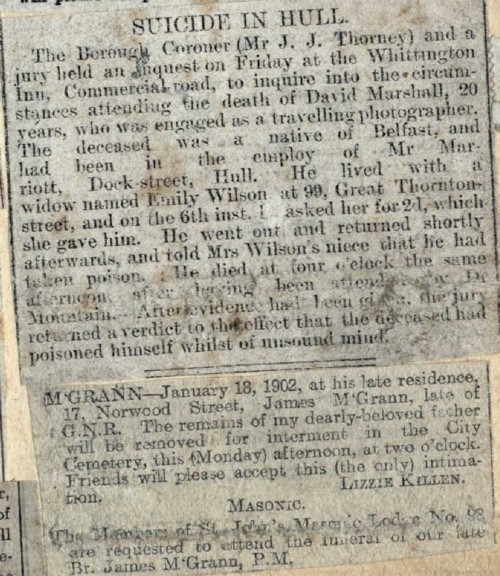 SUICIDE IN HULL.
The Borough Coroner (Mr J. J. Thorney) and a
jury held an inquest on Friday at the Whittington
Inn, Commercial road, to inquire into the circum-
stances attending the death of David Marshall, 20
years, who was engaged as a travelling photographer.
The deceased was a native of Belfast, and
had been in the employ of Mr Mar-
riott, Dock-street, Hull. He lived with a
widow named Emily Wilson at 99, Great Thornton-
street, and on the 6th inst. asked her for 2d, which
she gave him. He went out and returned shortly
afterwards, and told Mrs Wilson's niece that he had
taken poison. He died at four o'clock the same
afternoon, after having been attended by Dr
Mountain. After evidence had been given, the jury
returned a verdict to the effect that the deceased had
poisoned himself whilst of unsound mind.
M'GRANN—January 18, 1902, at his late residence,
17, Norwood Street, James M'Grann, late of
G.N.R. The remains of my dearly-beloved father
will be removed for interment in the City
Cemetery, this (Monday) afternoon, at two o'clock.
Friends will please accept this (the only) intima-
tion. LIZZIE KILLEN.
MASONIC.
The Members of St. John's Masonic Lodge No. 98
are requested to attend the funeral of our late
Br. James M'Grann, P.M.